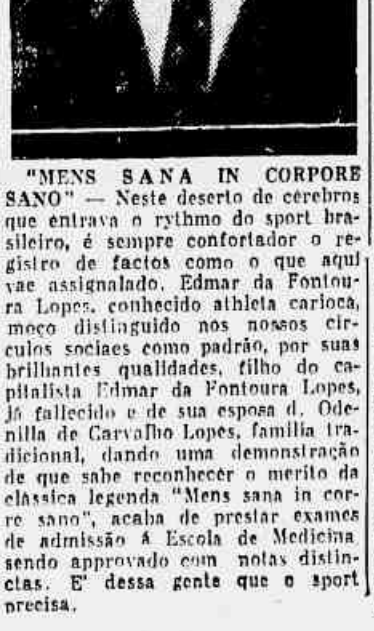 "MENS SANA IN CORPORE
SANO" — Neste deserto de cerebros
que entrava o rythmo do sport bra-
sileiro, é sempre confortador o re-
gistro de factos como o que aqui
vae assignalado. Edmar da Fontou-
ra Lopes, conhecido athleta carioca,
moço distinguido nos nossos cir-
culos sociaes como padrão, por suas
brilhantes qualidades, filho do ca-
pitalista Edmar da Fontoura Lopes,
já fallecido e de sua esposa d. Ode-
nilla de Carvalho Lopes, familia tra-
dicional, dando uma demonstração
de que sabe reconhecer o merito da
classica legenda "Mens sana in cor-
re sano", acaba de prestar exames
de admissão á Escola de Medicina
sendo approvado com notas distin-
ctas. E' dessa gente que o sport
precisa.